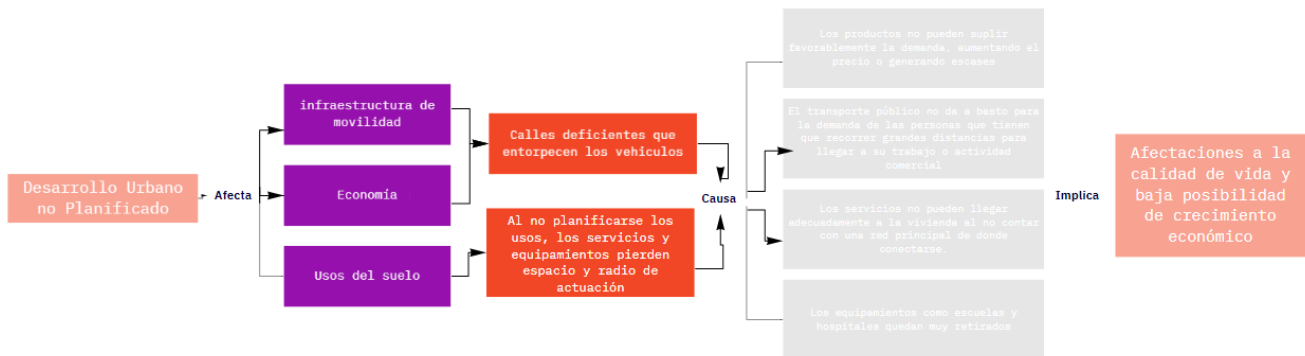 Desarrollo Urbano
no Planificado
Afecta
infraestructura de
movilidad
Economía
Usos del suelo
Calles deficientes que
entorpecen los vehiculos
Al no planificarse los
usos, los servicios y
equipamientos pierden
espacio y radio de
actuación
Causa
Los productos no pueden suplir
favorablemente la demanda, aumentando el
precio o generando escases
El transporte público no da a basto para
la demanda de las personas que tienen
que recorrer grandes distancias para
llegar a su trabajo o actividad
comercial
Los servicios no pueden llegar
adecuadamente a la vivienda al no contar
con una red principal de donde
conectarse.
Los equipamientos como escuelas y
hospitales quedan muy retirados
Implica
Afectaciones a la
calidad de vida y
baja posibilidad
de crecimiento
económico